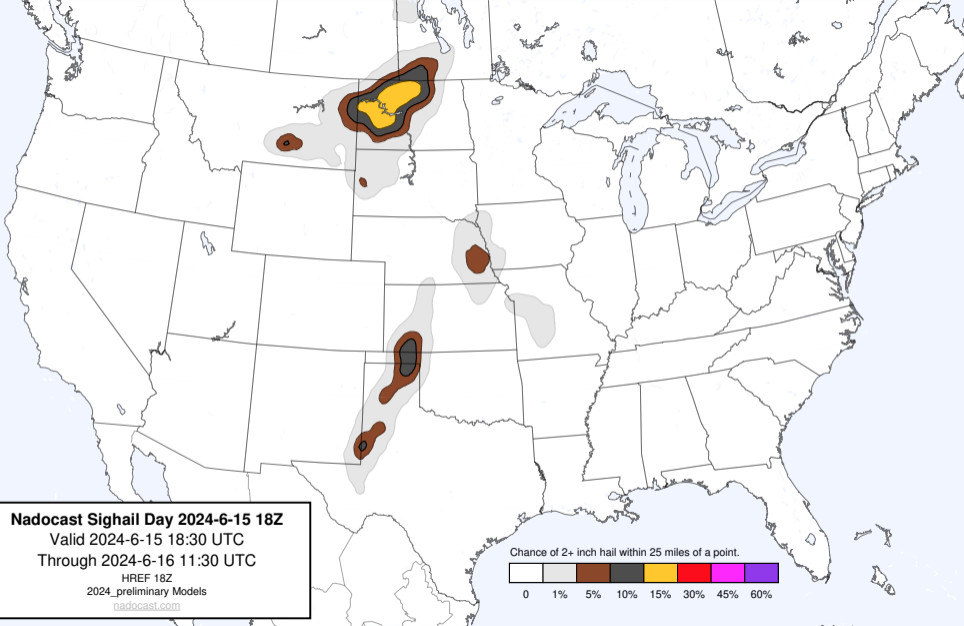 Nadocast Sighail Day 2024-6-15 18Z
Valid 2024-6-15 18:30 UTC
Through 2024-6-16 11:30 UTC
HREF 18Z
2024_preliminary Models
nadocast.com
Chance of 2+ inch hail within 25 miles of a point.
0 1% 5% 10% 15% 30% 45% 60%